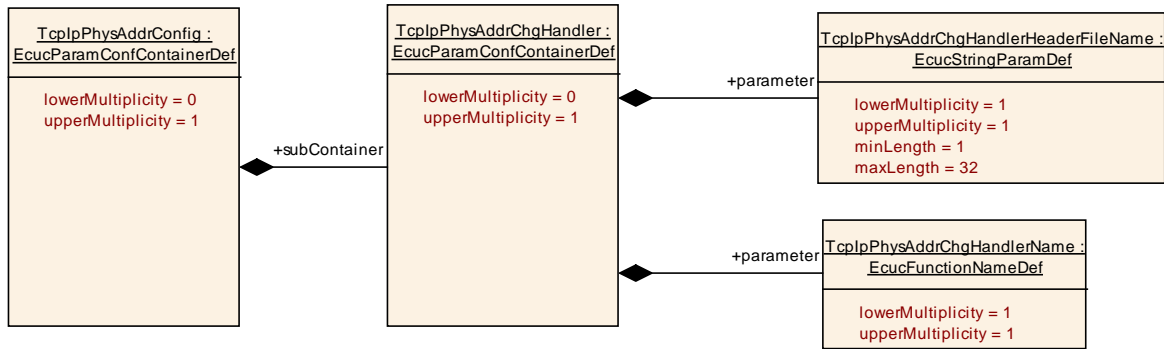 TcpIpPhysAddrConfig :
EcucParamConfContainerDef
lowerMultiplicity = 0
upperMultiplicity = 1
+subContainer
TcpIpPhysAddrChgHandler :
EcucParamConfContainerDef
lowerMultiplicity = 0
upperMultiplicity = 1
+parameter
TcpIpPhysAddrChgHandlerHeaderFileName :
EcucStringParamDef
lowerMultiplicity = 1
upperMultiplicity = 1
minLength = 1
maxLength = 32
+parameter
TcpIpPhysAddrChgHandlerName :
EcucFunctionNameDef
lowerMultiplicity = 1
upperMultiplicity = 1